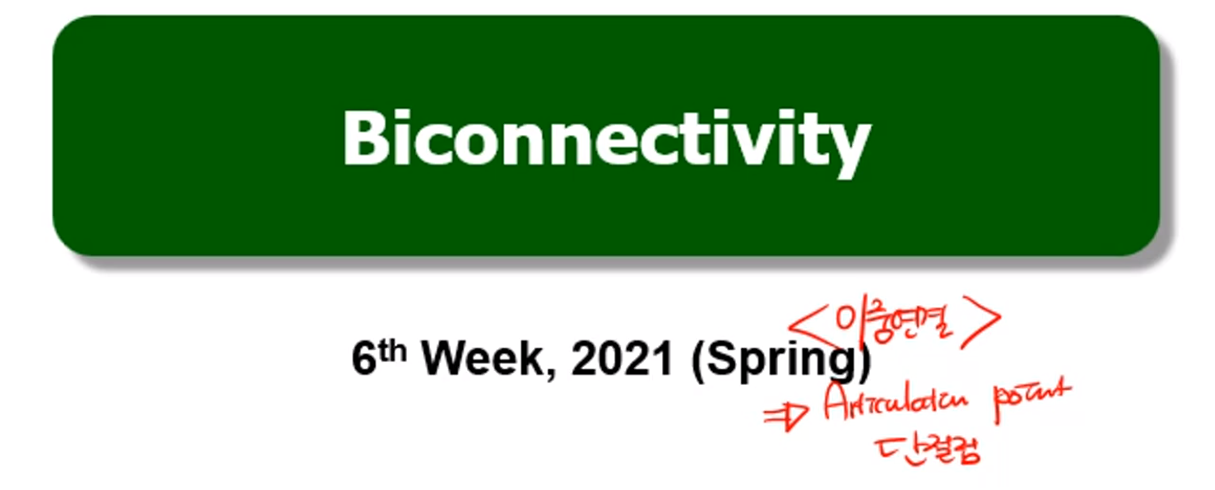 Biconnectivity
<이중연결>
6th Week, 2021 (Spring)
⇒ Articulation point
단절점